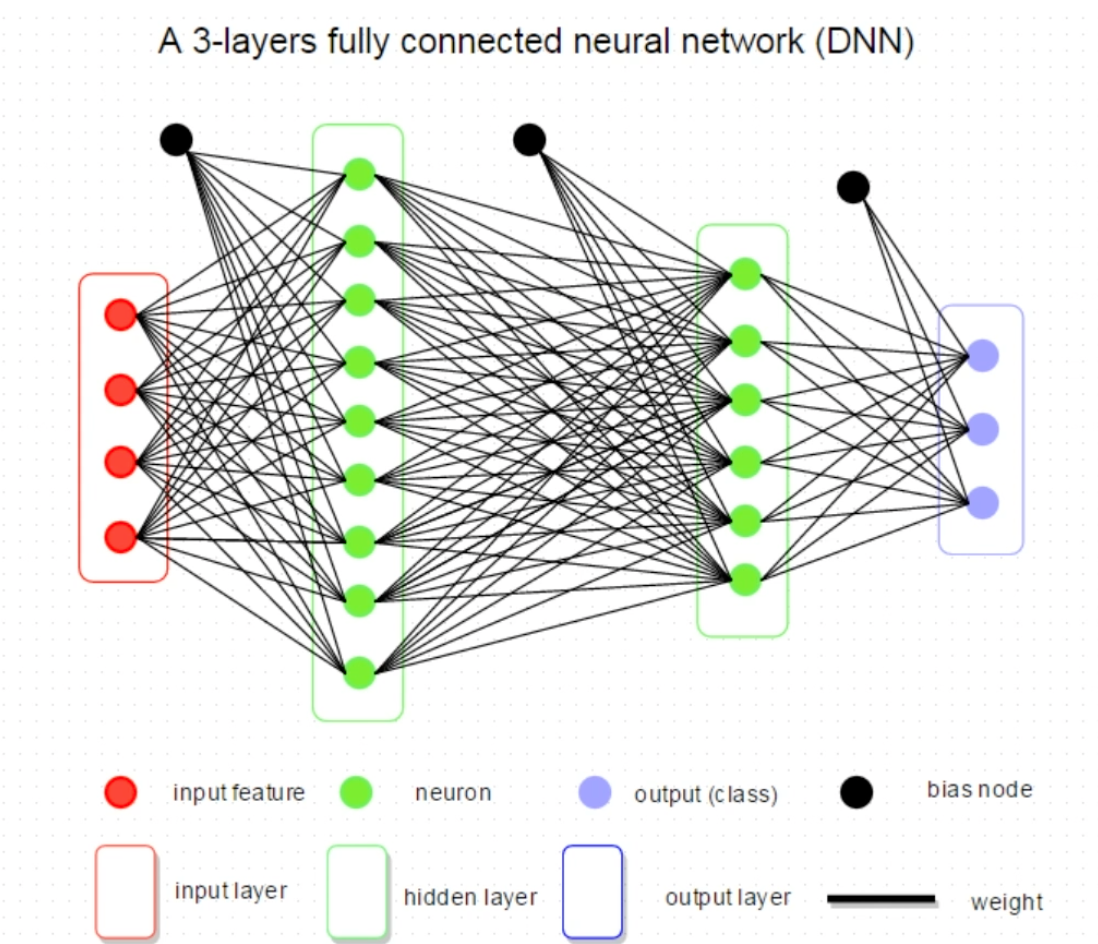 A 3-layers fully connected neural network (DNN)
input feature
neuron
output (class)
bias node
input layer
hidden layer
output layer
weight